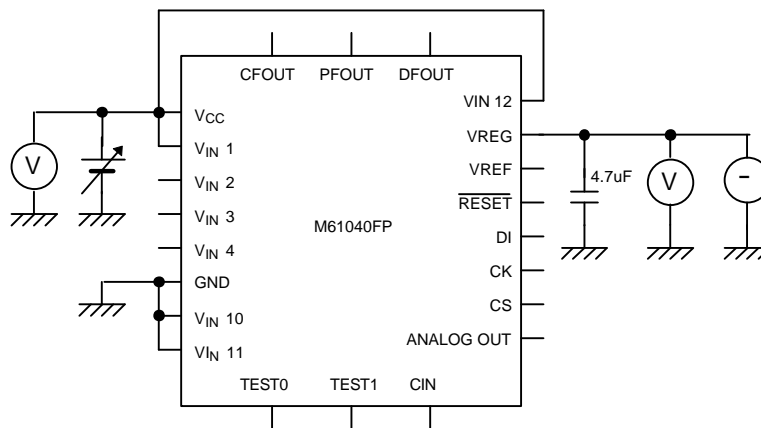 CFOUT PFOUT DFOUT
VCC
VIN 12
VIN 1
VREG
V
V
−
VIN 2
VREF
4.7uF
VIN 3
RESET
M61040FP
VIN 4
DI
GND
CK
VIN 10
CS
VIN 11
ANALOG OUT
TEST0 TEST1 CIN